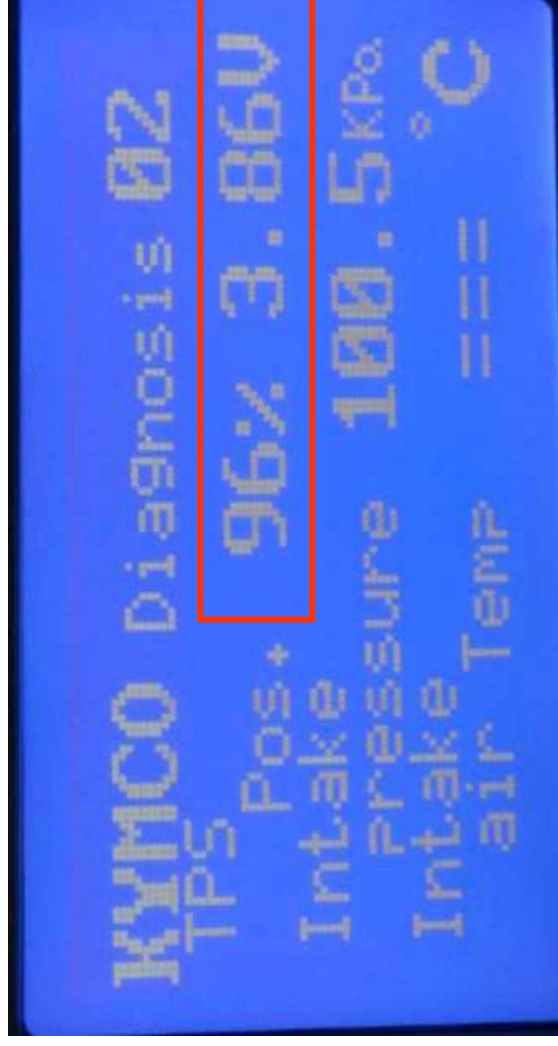 KYMCO Diagnosis 02
TPS 96% 3.86V
Pos+
Intake 100.5KPa.
pressure
Intake === °C
air Temp